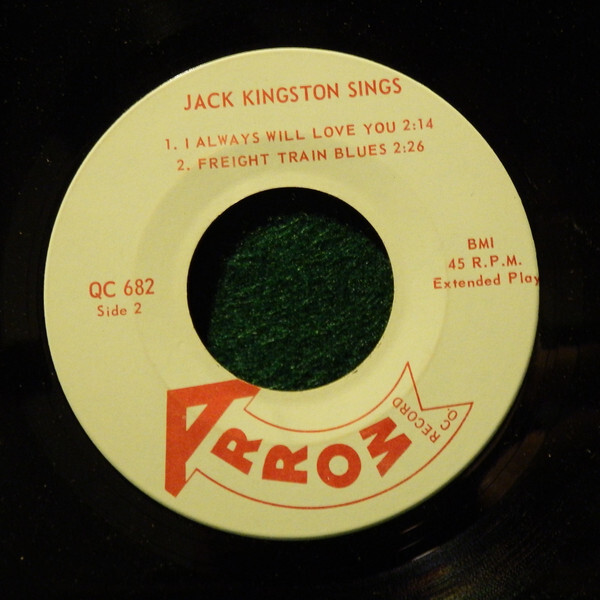 JACK KINGSTON SINGS
1. I ALWAYS WILL LOVE YOU 2:14
2. FREIGHT TRAIN BLUES 2:26
QC 682
Side 2
BMI
45 R.P.M.
Extended Play
ARROW
QC RECORD